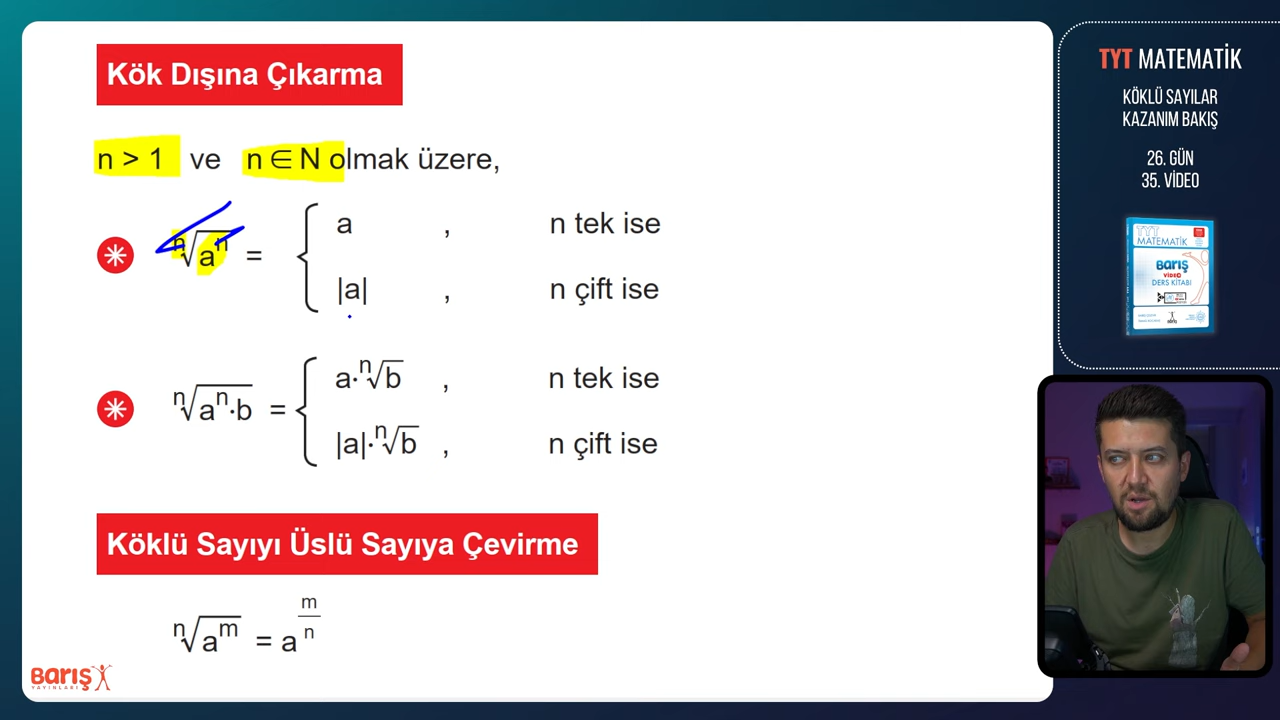 Kök Dışına Çıkarma
n > 1 ve n ∈ N olmak üzere,
ⁿ√aⁿ = { a , n tek ise
|a| , n çift ise
ⁿ√aⁿ·b = { a·ⁿ√b , n tek ise
|a|·ⁿ√b , n çift ise
Köklü Sayıyı Üslü Sayıya Çevirme
ⁿ√aᵐ = a^(m/n)
BARIŞ
YAYINLARI
TYT MATEMATİK
KÖKLÜ SAYILAR
KAZANIM BAKIŞ
26. GÜN
35. VİDEO
TYT
MATEMATİK
BARIŞ
VİDEO
DERS KİTABI